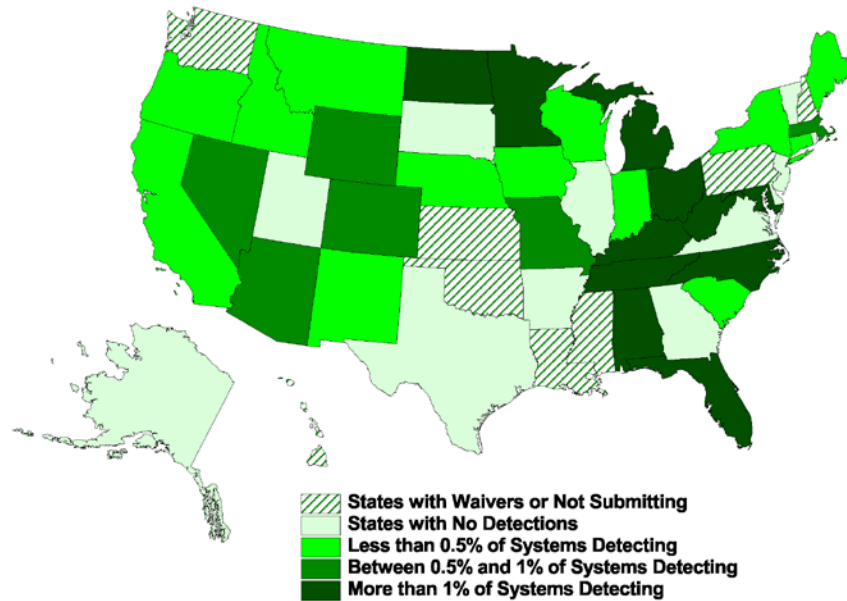 States with Waivers or Not Submitting
States with No Detections
Less than 0.5% of Systems Detecting
Between 0.5% and 1% of Systems Detecting
More than 1% of Systems Detecting